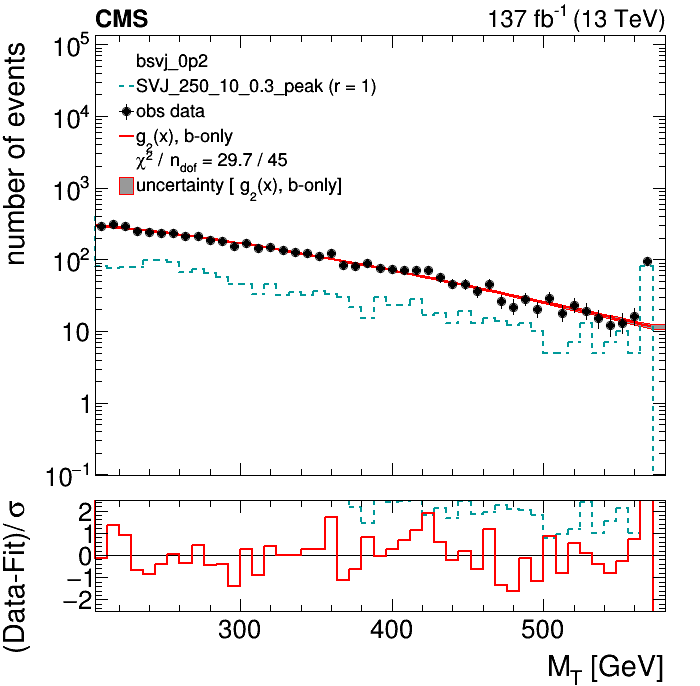 CMS 137 fb⁻¹ (13 TeV)
number of events
10⁵
10⁴
10³
10²
10
1
10⁻¹
bsvj_0p2
SVJ_250_10_0.3_peak (r = 1)
obs data
g₂(x), b-only
χ² / n_dof = 29.7 / 45
uncertainty [ g₂(x), b-only]
(Data-Fit)/ σ
2
1
0
−1
−2
300 400 500
M_T [GeV]